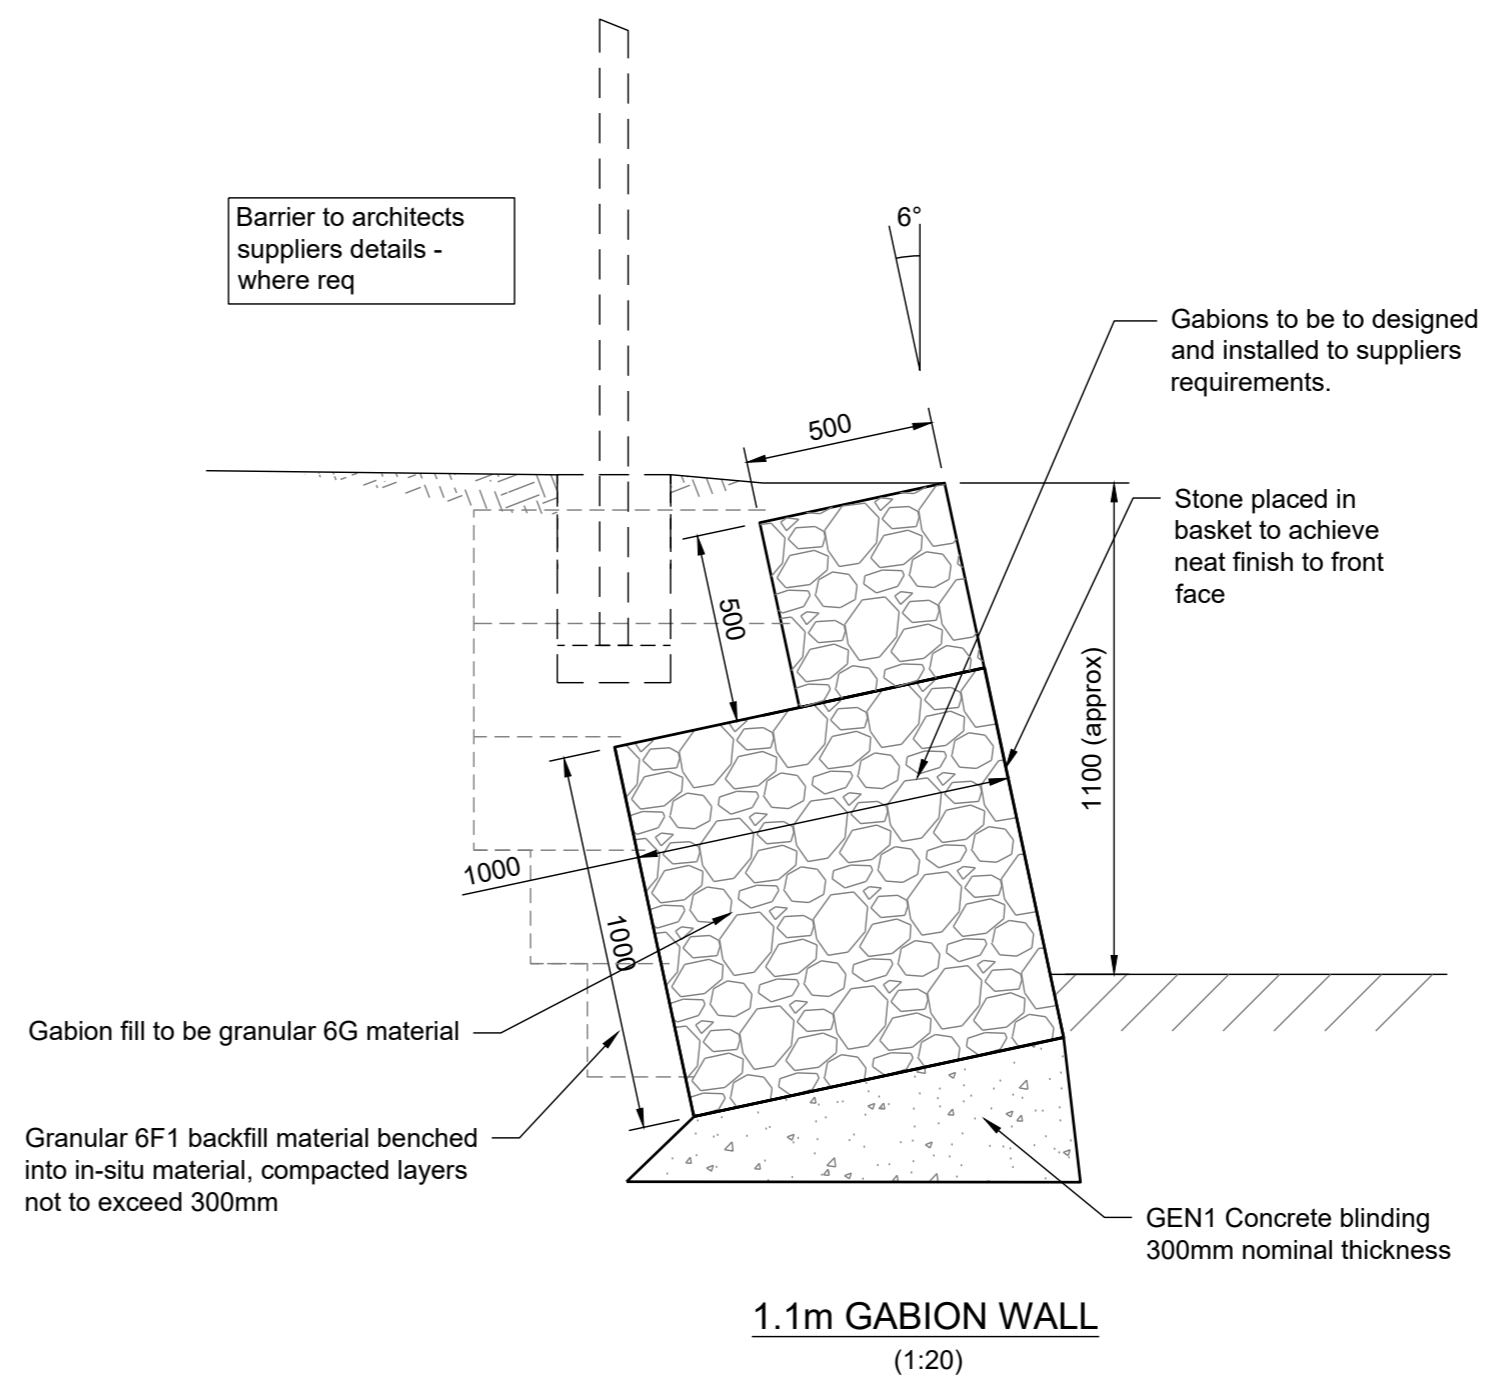 Barrier to architects
suppliers details -
where req
6°
Gabions to be to designed
and installed to suppliers
requirements.
500
Stone placed in
basket to achieve
neat finish to front
face
500
1100 (approx)
1000
1000
Gabion fill to be granular 6G material
Granular 6F1 backfill material benched
into in-situ material, compacted layers
not to exceed 300mm
GEN1 Concrete blinding
300mm nominal thickness
1.1m GABION WALL
(1:20)